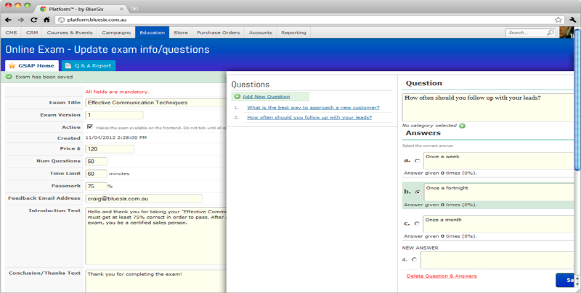 Platform™ - by BlueSix
platform.bluesix.com.au
CMS CRM Courses & Events Campaigns Education Store Purchase Orders Accounts Reporting
Search...
Online Exam - Update exam info/questions
GSAP Home Q & A Report
Exam has been saved
All fields are mandatory.
Exam Title Effective Communication Techniques
Exam Version 1
Active Makes the exam available on the frontend. Do not tick until all
Created 11/04/2012 2:28:00 PM
Price $ 120
Num Questions 50
Time Limit 60 minutes
Passmark 75 %
Feedback Email Address craig@bluesix.com.au
Introduction Text Hello and thank you for taking your "Effective Commu
must get at least 75% correct in order to pass. After
exam, you be a certified sales person.
Conclusion/Thanks Text Thank you for completing the exam!
Questions
Add New Question
1. What is the best way to approach a new customer?
2. How often should you follow up with your leads?
Question
How often should you follow up with your leads?
No category selected
Answers
Select the correct answer.
a. Once a week
Answer given 0 times (0%).
b. Once a fortnight
Answer given 0 times (0%).
c. Once a month
Answer given 0 times (0%).
NEW ANSWER
Delete Question & Answers
Sa